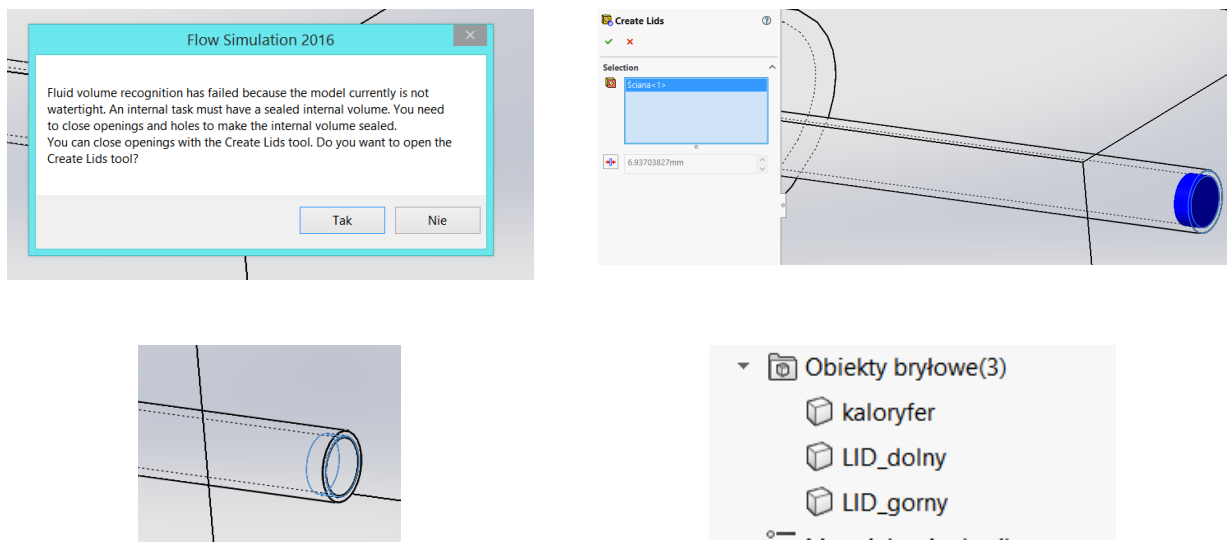 Flow Simulation 2016
Fluid volume recognition has failed because the model currently is not
watertight. An internal task must have a sealed internal volume. You need
to close openings and holes to make the internal volume sealed.
You can close openings with the Create Lids tool. Do you want to open the
Create Lids tool?
Tak
Nie
Create Lids
Selection
Ściana<1>
6.93703827mm
Obiekty bryłowe(3)
kaloryfer
LID_dolny
LID_gorny